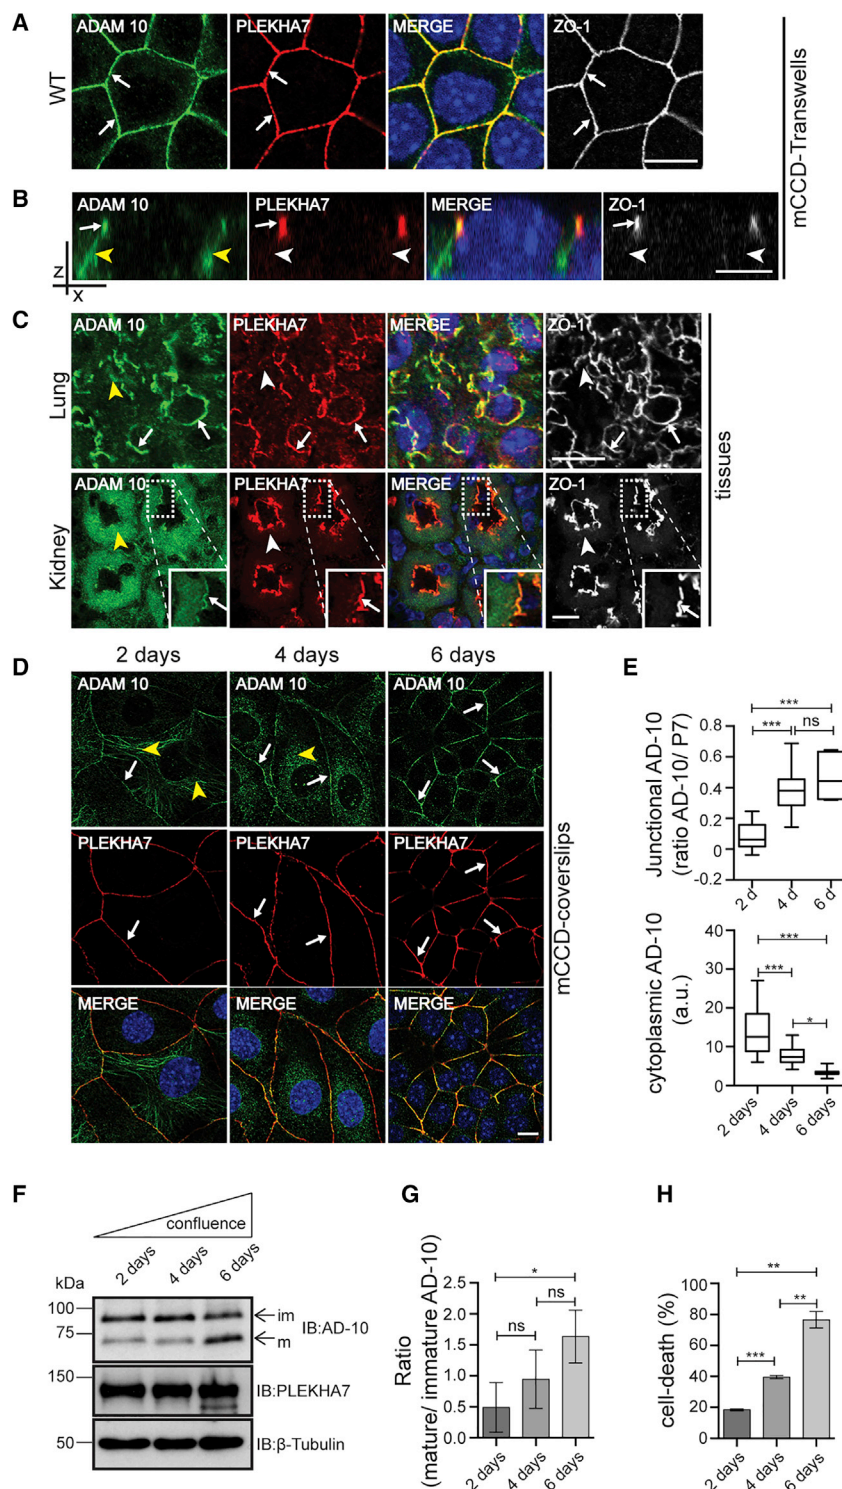 A
ADAM 10 PLEKHA7 MERGE ZO-1
WT
mCCD-Transwells
B
ADAM 10 PLEKHA7 MERGE ZO-1
z
x
C
ADAM 10 PLEKHA7 MERGE ZO-1
Lung
ADAM 10 PLEKHA7 MERGE ZO-1
Kidney
tissues
D
2 days 4 days 6 days
ADAM 10 ADAM 10 ADAM 10
PLEKHA7 PLEKHA7 PLEKHA7
MERGE MERGE MERGE
mCCD-coverslips
E
Junctional AD-10
(ratio AD-10/ P7)
***
*** ns
0.8
0.6
0.4
0.2
0
-0.2
2 d 4 d 6 d
cytoplasmic AD-10
(a.u.)
***
***
*
40
30
20
10
0
2 days 4 days 6 days
F
confluence
2 days 4 days 6 days
kDa
100
75
im
m
IB:AD-10
150
IB:PLEKHA7
50
IB:β-Tubulin
G
Ratio
(mature/ immature AD-10)
*
ns
ns
2.5
2.0
1.5
1.0
0.5
0.0
2 days 4 days 6 days
H
cell-death (%)
**
**
***
100
80
60
40
20
0
2 days 4 days 6 days